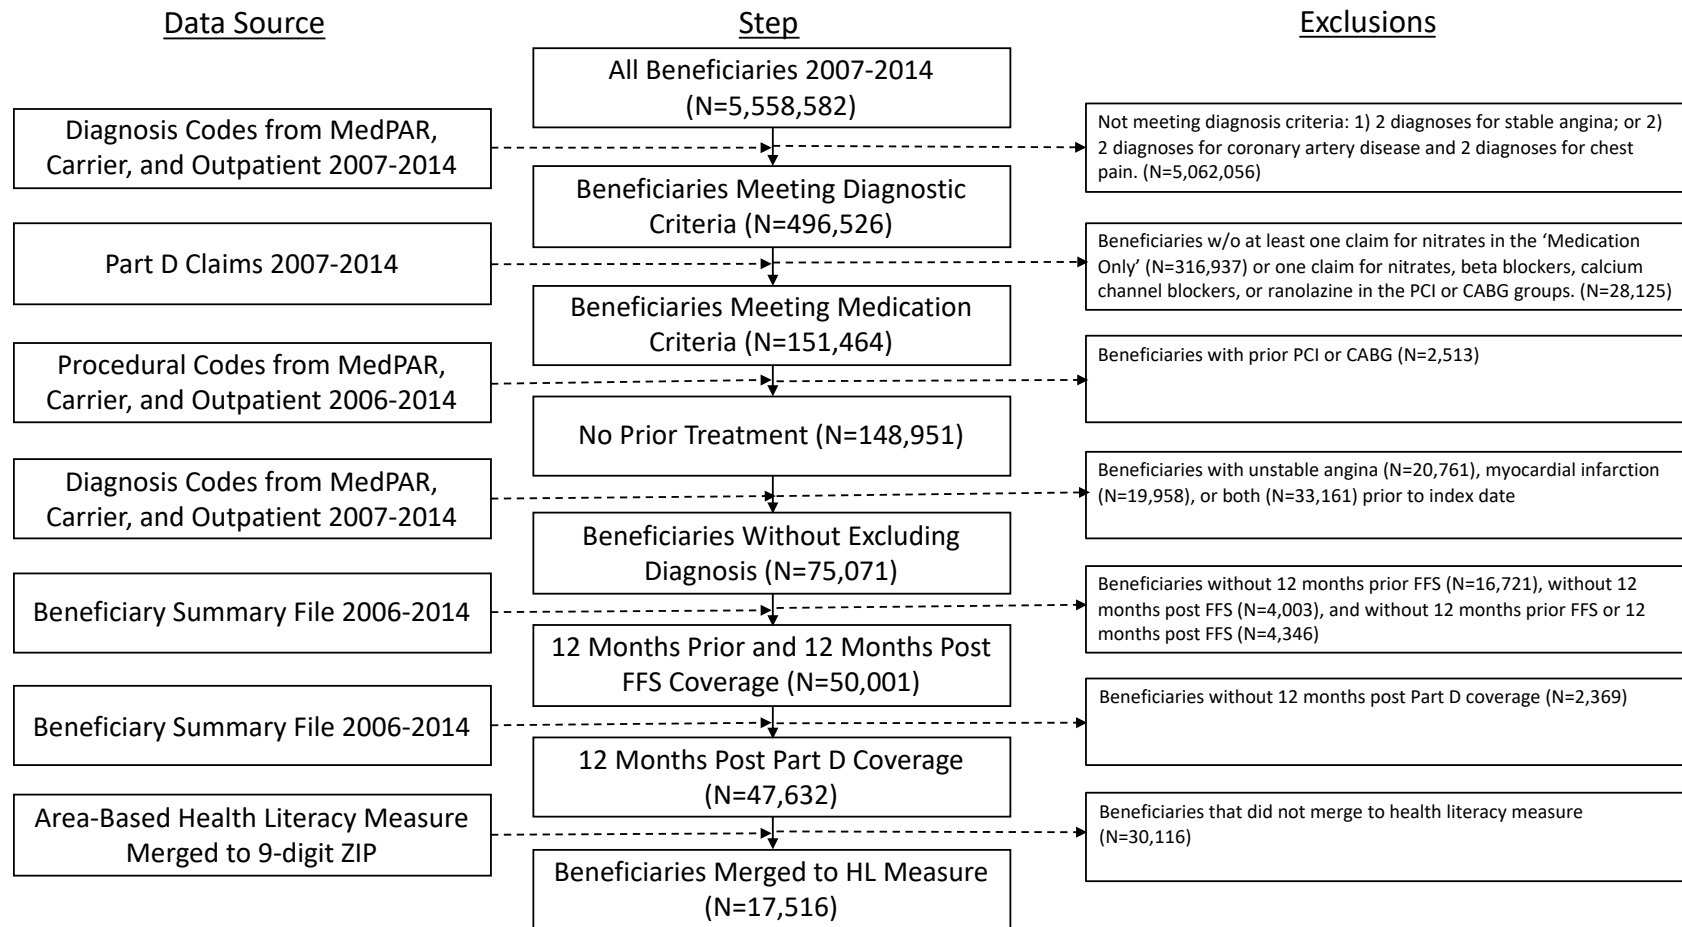 Data Source
Step
Exclusions
All Beneficiaries 2007-2014
(N=5,558,582)
Diagnosis Codes from MedPAR,
Carrier, and Outpatient 2007-2014
Not meeting diagnosis criteria: 1) 2 diagnoses for stable angina; or 2)
2 diagnoses for coronary artery disease and 2 diagnoses for chest
pain. (N=5,062,056)
Beneficiaries Meeting Diagnostic
Criteria (N=496,526)
Part D Claims 2007-2014
Beneficiaries w/o at least one claim for nitrates in the ‘Medication
Only’ (N=316,937) or one claim for nitrates, beta blockers, calcium
channel blockers, or ranolazine in the PCI or CABG groups. (N=28,125)
Beneficiaries Meeting Medication
Criteria (N=151,464)
Procedural Codes from MedPAR,
Carrier, and Outpatient 2006-2014
Beneficiaries with prior PCI or CABG (N=2,513)
No Prior Treatment (N=148,951)
Diagnosis Codes from MedPAR,
Carrier, and Outpatient 2007-2014
Beneficiaries with unstable angina (N=20,761), myocardial infarction
(N=19,958), or both (N=33,161) prior to index date
Beneficiaries Without Excluding
Diagnosis (N=75,071)
Beneficiary Summary File 2006-2014
Beneficiaries without 12 months prior FFS (N=16,721), without 12
months post FFS (N=4,003), and without 12 months prior FFS or 12
months post FFS (N=4,346)
12 Months Prior and 12 Months Post
FFS Coverage (N=50,001)
Beneficiary Summary File 2006-2014
Beneficiaries without 12 months post Part D coverage (N=2,369)
12 Months Post Part D Coverage
(N=47,632)
Area-Based Health Literacy Measure
Merged to 9-digit ZIP
Beneficiaries that did not merge to health literacy measure
(N=30,116)
Beneficiaries Merged to HL Measure
(N=17,516)